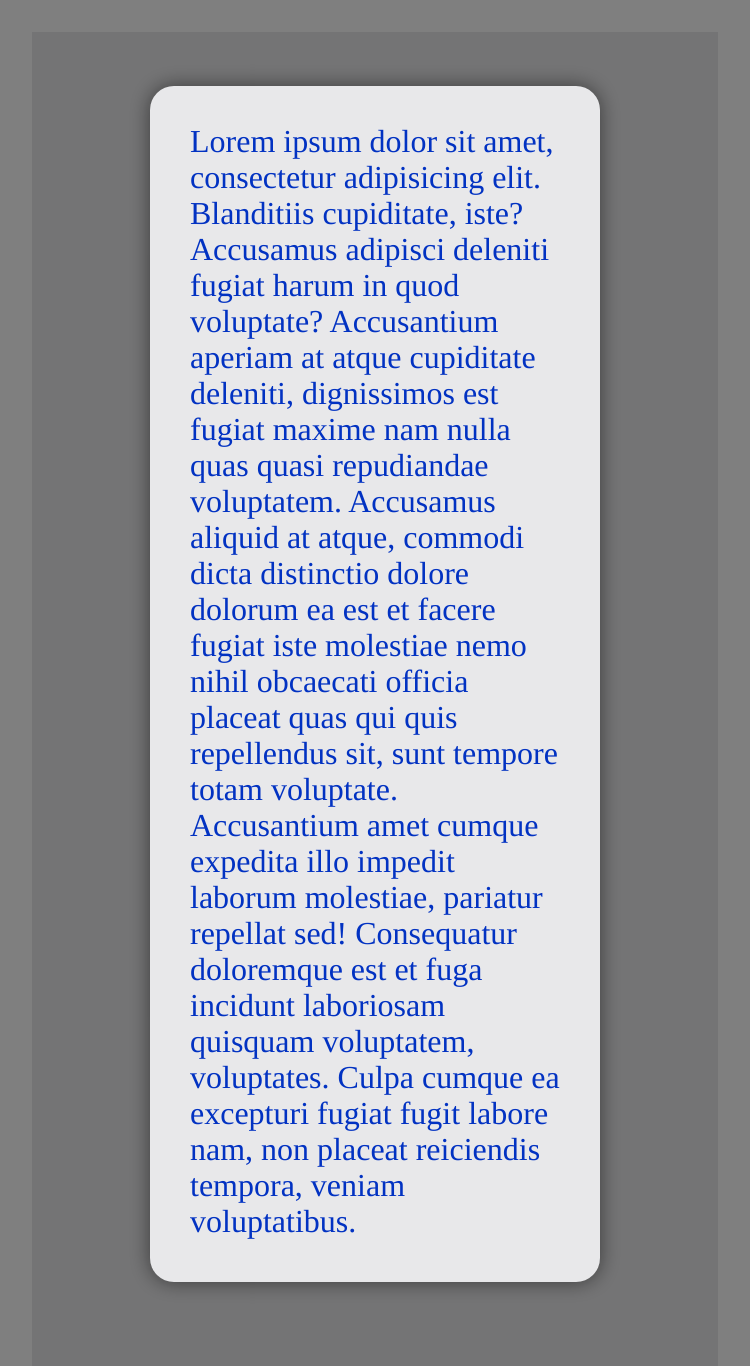 Lorem ipsum dolor sit amet,
consectetur adipisicing elit.
Blanditiis cupiditate, iste?
Accusamus adipisci deleniti
fugiat harum in quod
voluptate? Accusantium
aperiam at atque cupiditate
deleniti, dignissimos est
fugiat maxime nam nulla
quas quasi repudiandae
voluptatem. Accusamus
aliquid at atque, commodi
dicta distinctio dolore
dolorum ea est et facere
fugiat iste molestiae nemo
nihil obcaecati officia
placeat quas qui quis
repellendus sit, sunt tempore
totam voluptate.
Accusantium amet cumque
expedita illo impedit
laborum molestiae, pariatur
repellat sed! Consequatur
doloremque est et fuga
incidunt laboriosam
quisquam voluptatem,
voluptates. Culpa cumque ea
excepturi fugiat fugit labore
nam, non placeat reiciendis
tempora, veniam
voluptatibus.